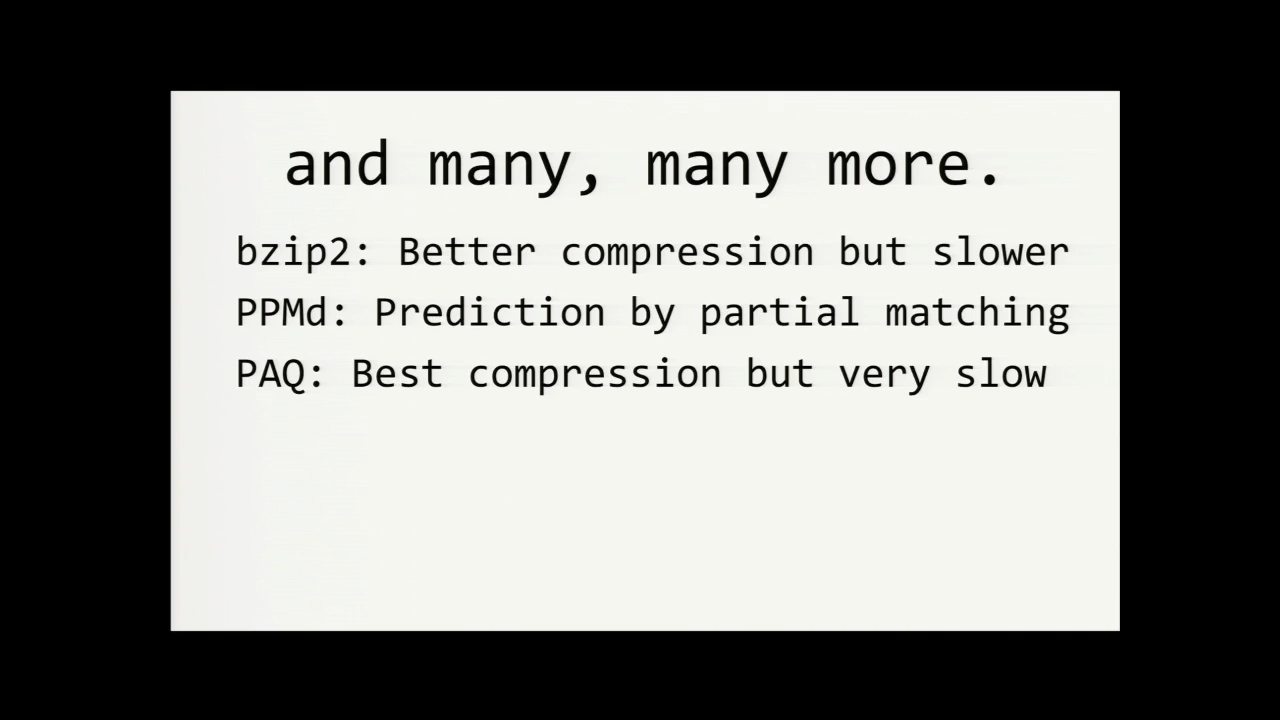 and many, many more.
bzip2: Better compression but slower
PPMd: Prediction by partial matching
PAQ: Best compression but very slow